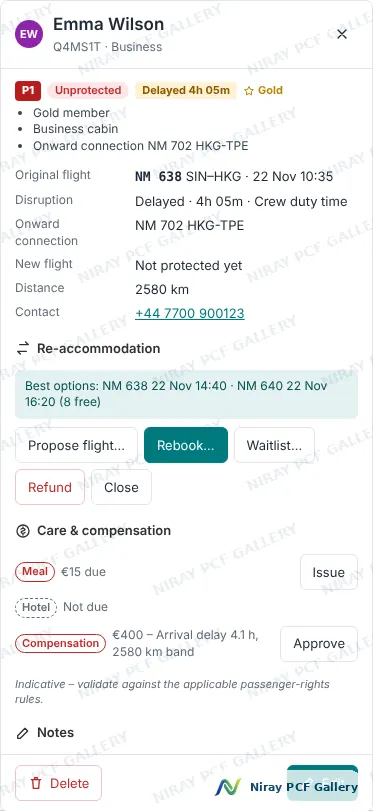 EW
Emma Wilson
Q4MS1T · Business
P1 Unprotected Delayed 4h 05m Gold
• Gold member
• Business cabin
• Onward connection NM 702 HKG-TPE
Original flight NM 638 SIN–HKG · 22 Nov 10:35
Disruption Delayed · 4h 05m · Crew duty time
Onward connection NM 702 HKG-TPE
New flight Not protected yet
Distance 2580 km
Contact +44 7700 900123
Re-accommodation
Best options: NM 638 22 Nov 14:40 · NM 640 22 Nov
16:20 (8 free)
Propose flight... Rebook... Waitlist...
Refund Close
Care & compensation
Meal €15 due Issue
Hotel Not due
Compensation €400 – Arrival delay 4.1 h,
2580 km band Approve
Indicative – validate against the applicable passenger-rights
rules.
Notes
Delete
Niray PCF Gallery
NIRAY PCF GALLERY